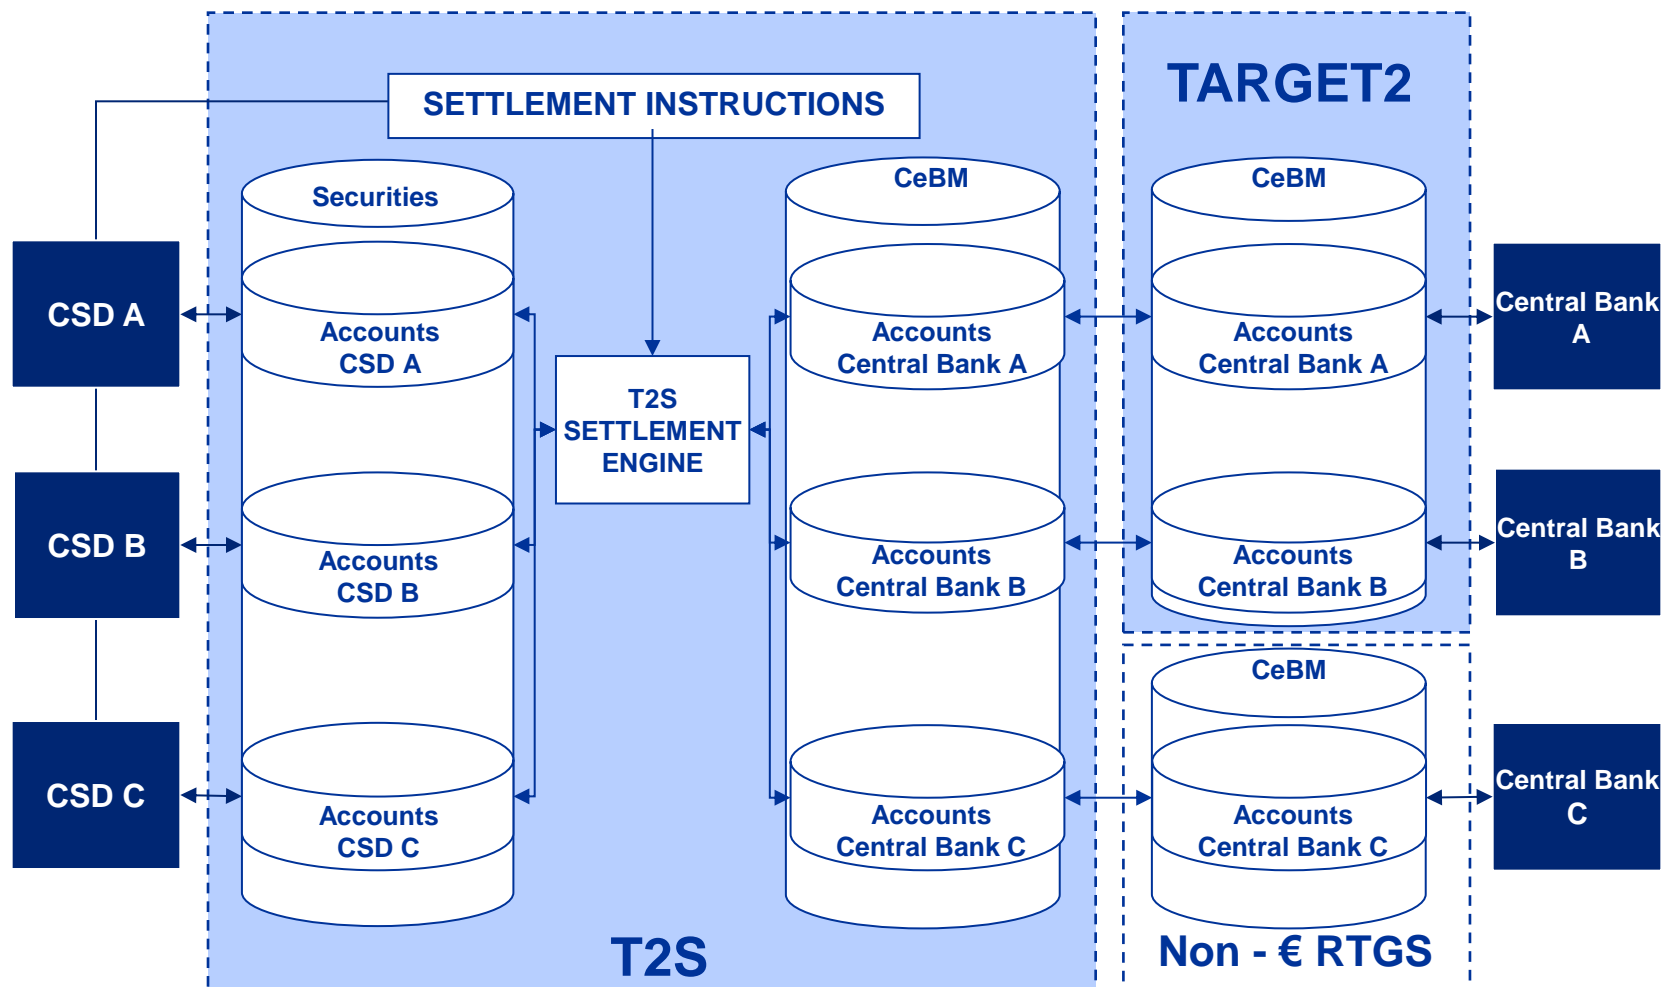 TARGET2
SETTLEMENT INSTRUCTIONS
Securities
CeBM
CeBM
CSD A
Accounts
CSD A
Accounts
Central Bank A
Accounts
Central Bank A
Central Bank
A
T2S
SETTLEMENT
ENGINE
CSD B
Accounts
CSD B
Accounts
Central Bank B
Accounts
Central Bank B
Central Bank
B
CeBM
CSD C
Accounts
CSD C
Accounts
Central Bank C
Accounts
Central Bank C
Central Bank
C
T2S
Non - € RTGS